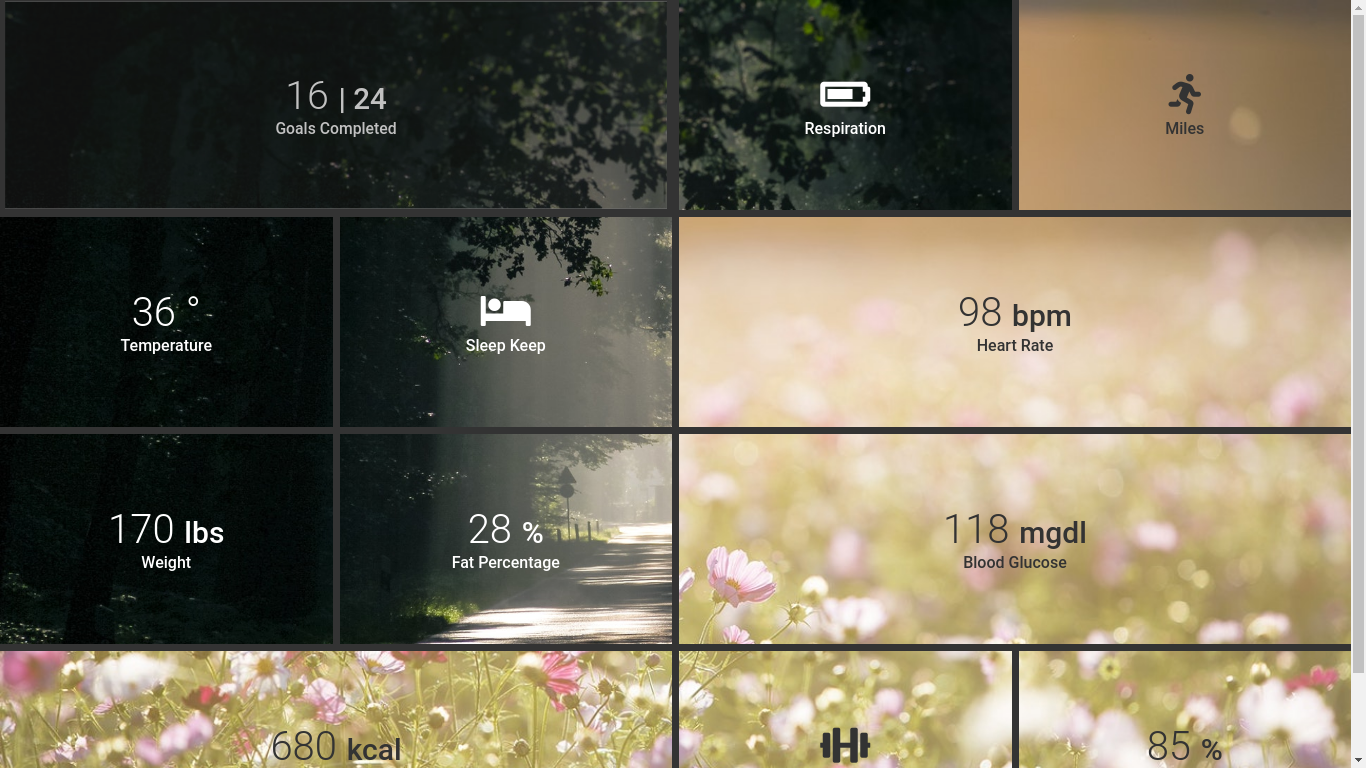 16 | 24
Goals Completed
Respiration
Miles
36 °
Temperature
Sleep Keep
98 bpm
Heart Rate
170 lbs
Weight
28 %
Fat Percentage
118 mgdl
Blood Glucose
680 kcal
85 %